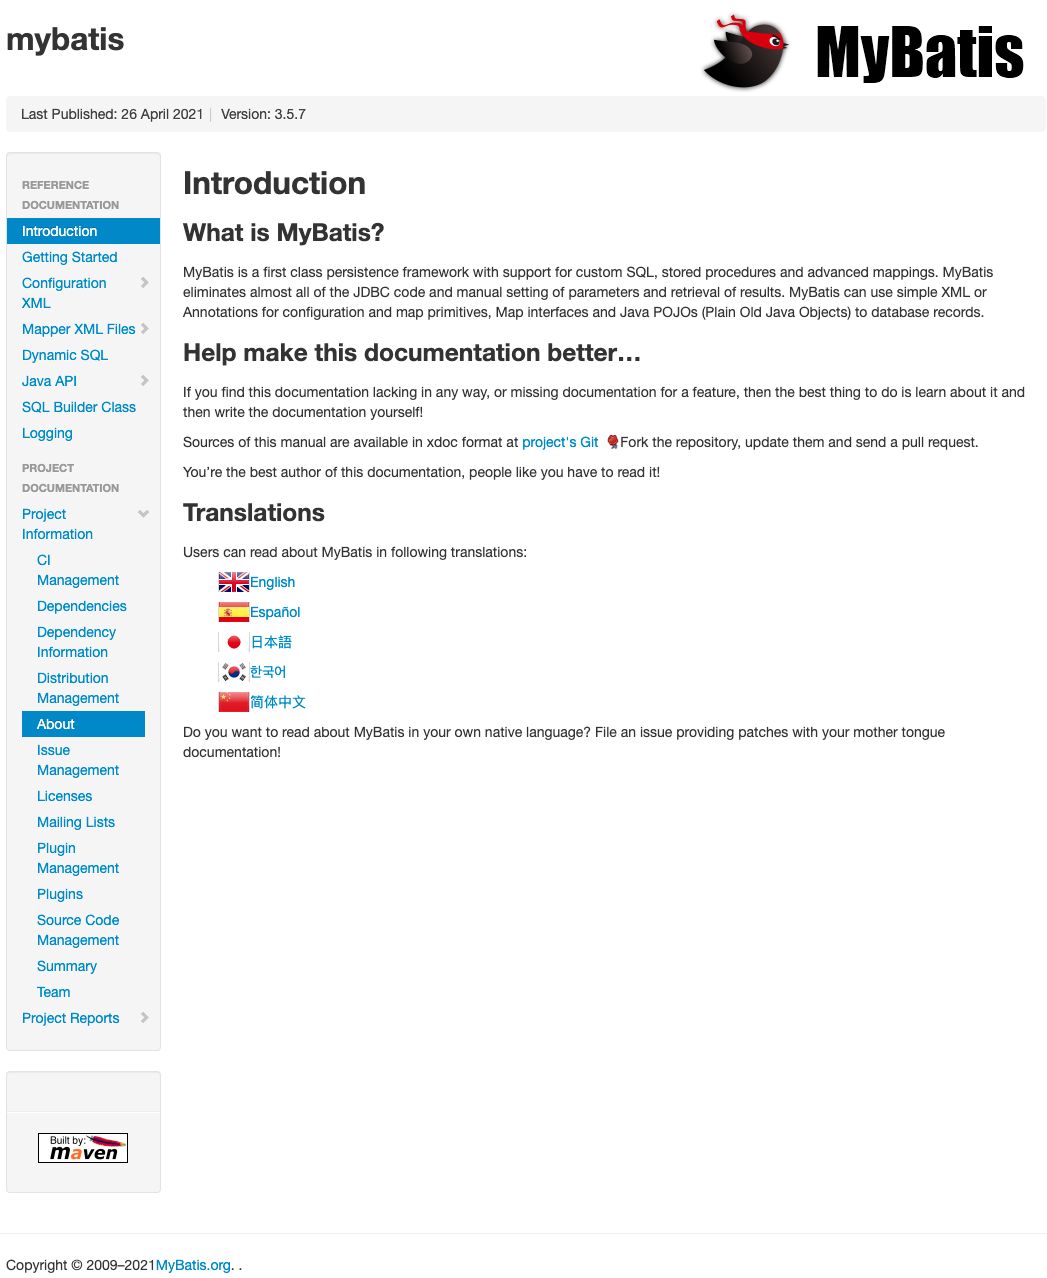 mybatis
MyBatis
Last Published: 26 April 2021
Version: 3.5.7
REFERENCE
DOCUMENTATION
Introduction
Getting Started
Configuration
XML
Mapper XML Files
Dynamic SQL
Java API
SQL Builder Class
Logging
PROJECT
DOCUMENTATION
Project
Information
CI
Management
Dependencies
Dependency
Information
Distribution
Management
About
Issue
Management
Licenses
Mailing Lists
Plugin
Management
Plugins
Source Code
Management
Summary
Team
Project Reports
Built by:
maven
Introduction
What is MyBatis?
MyBatis is a first class persistence framework with support for custom SQL, stored procedures and advanced mappings. MyBatis
eliminates almost all of the JDBC code and manual setting of parameters and retrieval of results. MyBatis can use simple XML or
Annotations for configuration and map primitives, Map interfaces and Java POJOs (Plain Old Java Objects) to database records.
Help make this documentation better…
If you find this documentation lacking in any way, or missing documentation for a feature, then the best thing to do is learn about it and
then write the documentation yourself!
Sources of this manual are available in xdoc format at project's Git Fork the repository, update them and send a pull request.
You’re the best author of this documentation, people like you have to read it!
Translations
Users can read about MyBatis in following translations:
English
Español
日本語
한국어
简体中文
Do you want to read about MyBatis in your own native language? File an issue providing patches with your mother tongue
documentation!
Copyright © 2009–2021MyBatis.org. .